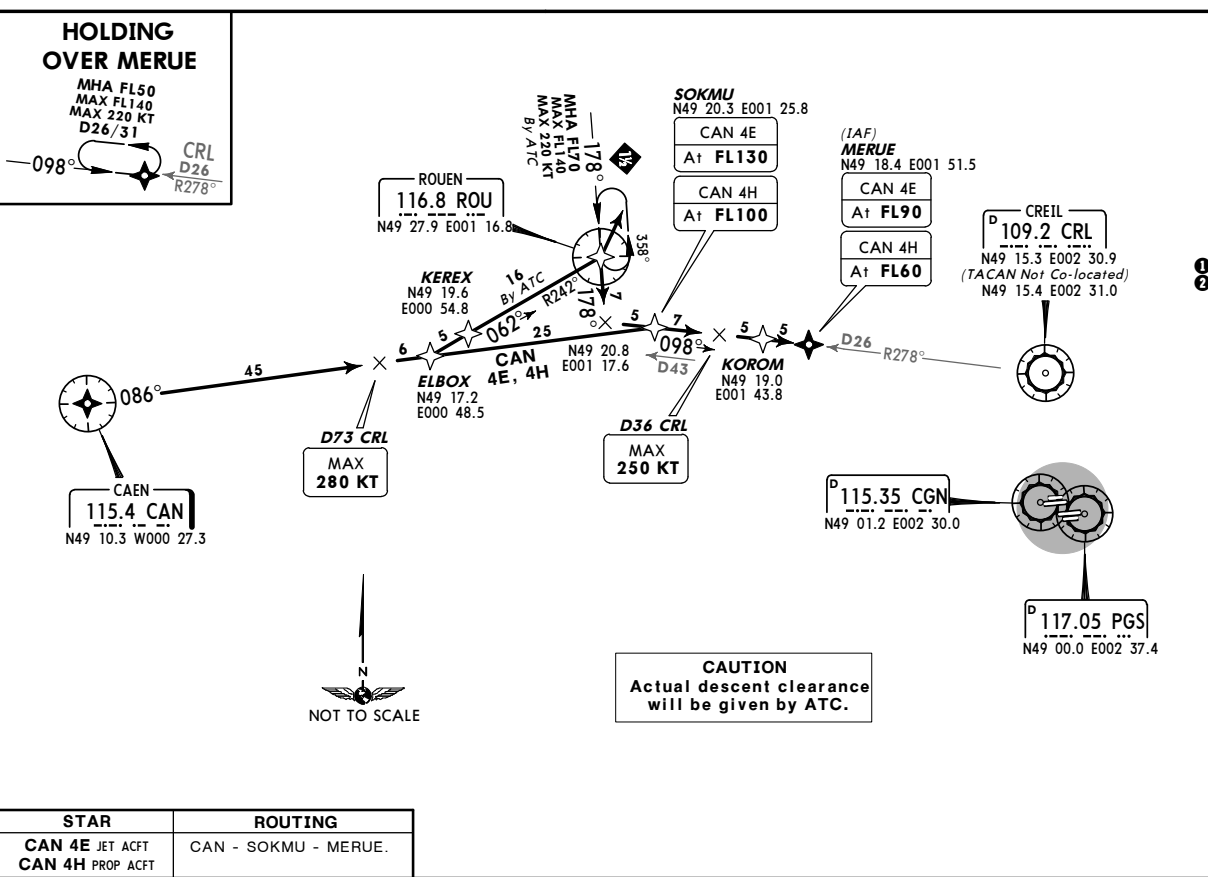 HOLDING
OVER MERUE
MHA FL50
MAX FL140
MAX 220 KT
D26/31
098°
CRL
D26
R278°
MHA FL70
MAX FL140
MAX 220 KT
By ATC
178°
1½
358°
ROUEN
116.8 ROU
N49 27.9 E001 16.8
SOKMU
N49 20.3 E001 25.8
CAN 4E
At FL130
CAN 4H
At FL100
(IAF)
MERUE
N49 18.4 E001 51.5
CAN 4E
At FL90
CAN 4H
At FL60
CREIL
D 109.2 CRL
N49 15.3 E002 30.9
(TACAN Not Co-located)
N49 15.4 E002 31.0
1
2
KEREX
N49 19.6
E000 54.8
16
By ATC
R242°
062°
178°
7
5
25
5
7
5
5
098°
D43
D26
R278°
6
CAN
4E, 4H
N49 20.8
E001 17.6
KOROM
N49 19.0
E001 43.8
ELBOX
N49 17.2
E000 48.5
45
086°
D73 CRL
MAX
280 KT
D36 CRL
MAX
250 KT
CAEN
115.4 CAN
N49 10.3 W000 27.3
D 115.35 CGN
N49 01.2 E002 30.0
D 117.05 PGS
N49 00.0 E002 37.4
N
NOT TO SCALE
CAUTION
Actual descent clearance
will be given by ATC.
STAR ROUTING
CAN 4E JET ACFT CAN - SOKMU - MERUE.
CAN 4H PROP ACFT